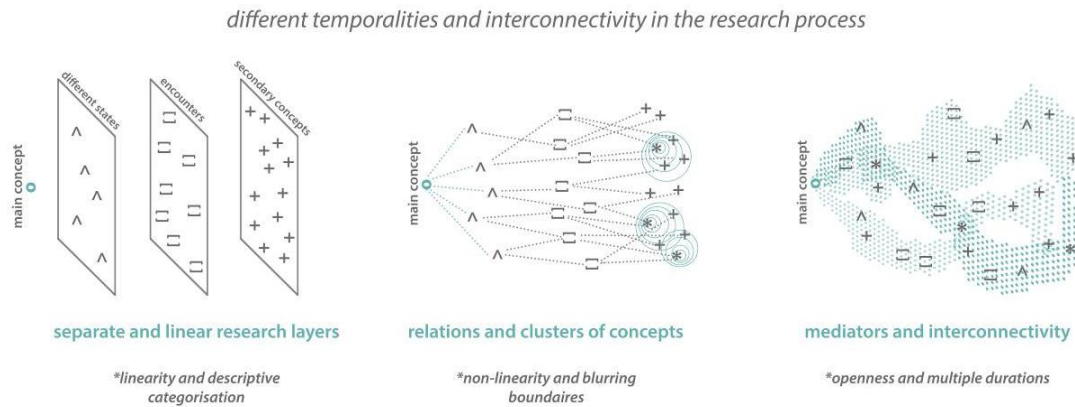 different temporalities and interconnectivity in the research process
main concept
different states
encounters
secondary concepts
separate and linear research layers
*linearity and descriptive
categorisation
main concept
relations and clusters of concepts
*non-linearity and blurring
boundaires
main concept
mediators and interconnectivity
*openness and multiple durations